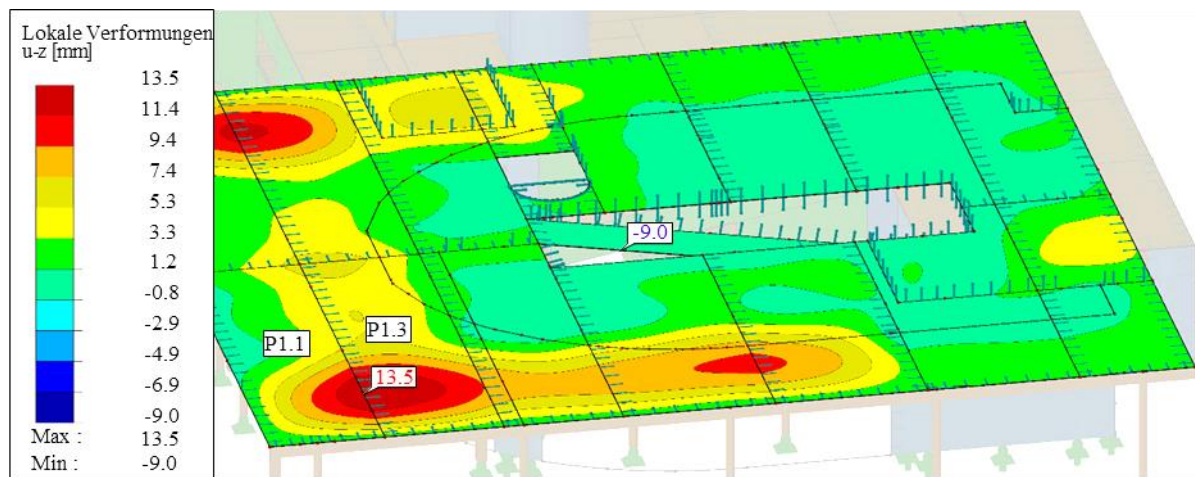 Lokale Verformungen
u-z [mm]
13.5
11.4
9.4
7.4
5.3
3.3
1.2
-0.8
-2.9
-4.9
-6.9
-9.0
Max : 13.5
Min : -9.0
-9.0
P1.1
P1.3
13.5